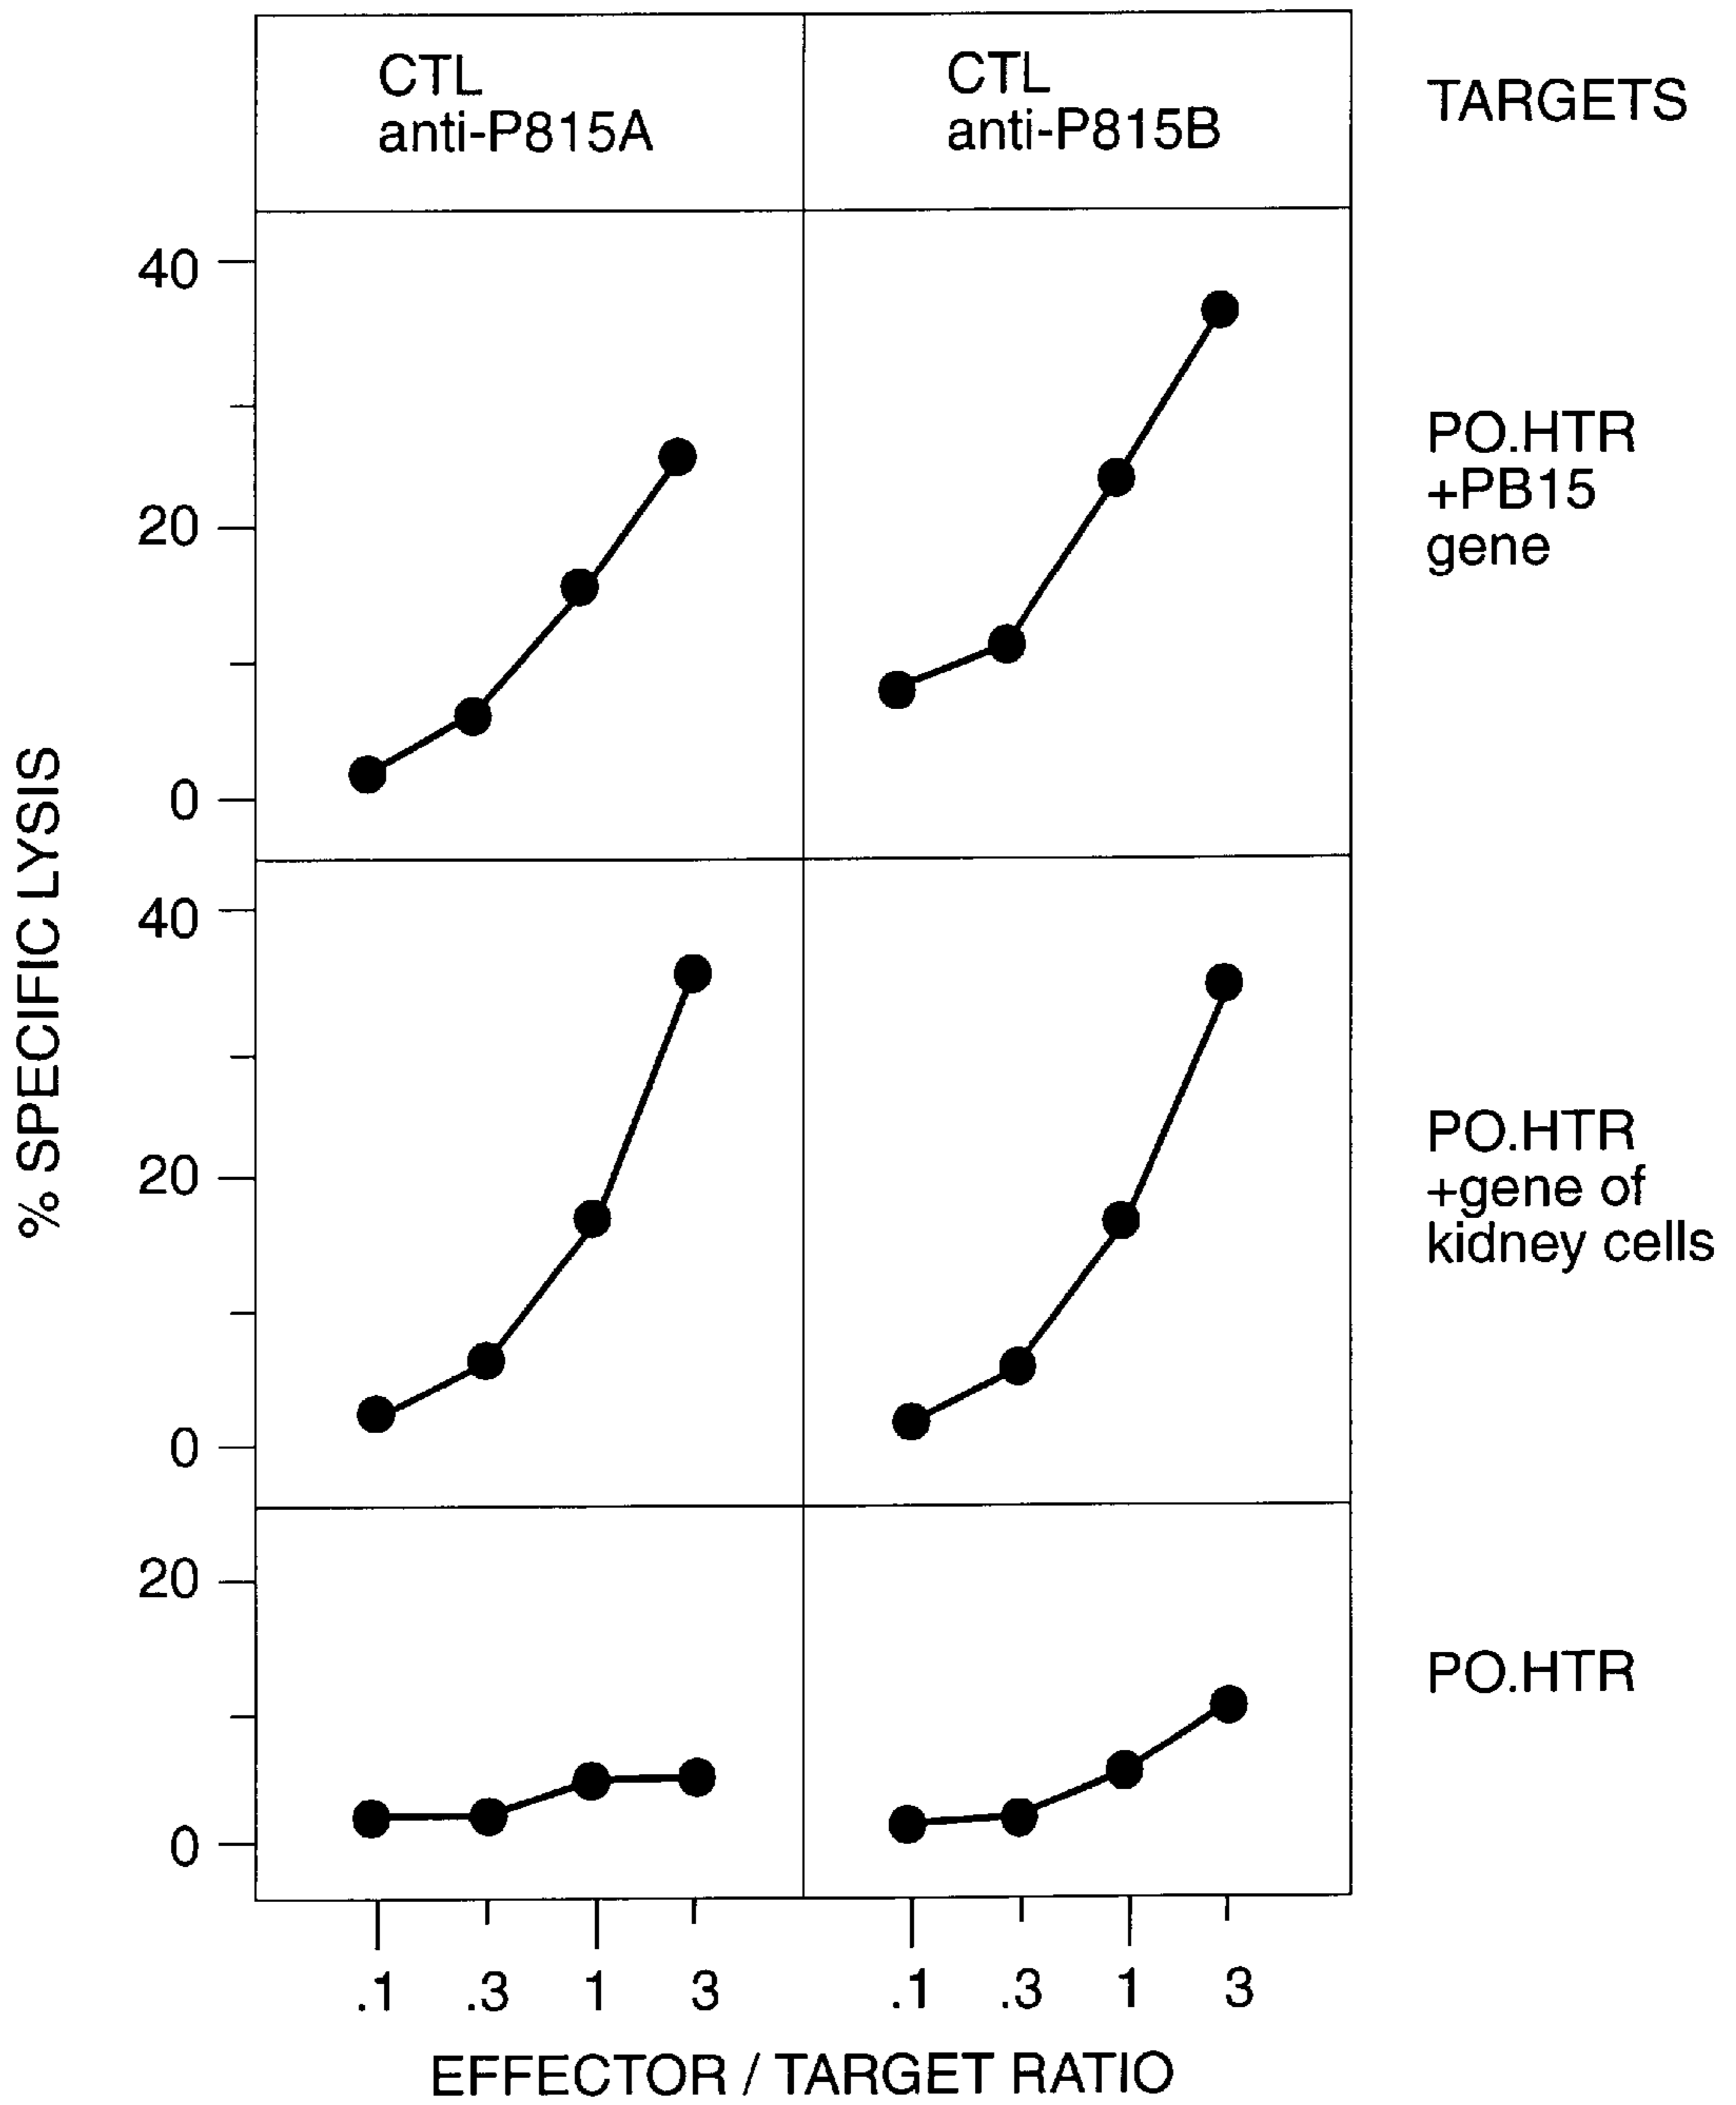 CTL
anti-P815A
CTL
anti-P815B
TARGETS
% SPECIFIC LYSIS
40
20
0
PO.HTR
+PB15
gene
40
20
0
PO.HTR
+gene of
kidney cells
20
0
PO.HTR
.1 .3 1 3 .1 .3 1 3
EFFECTOR / TARGET RATIO